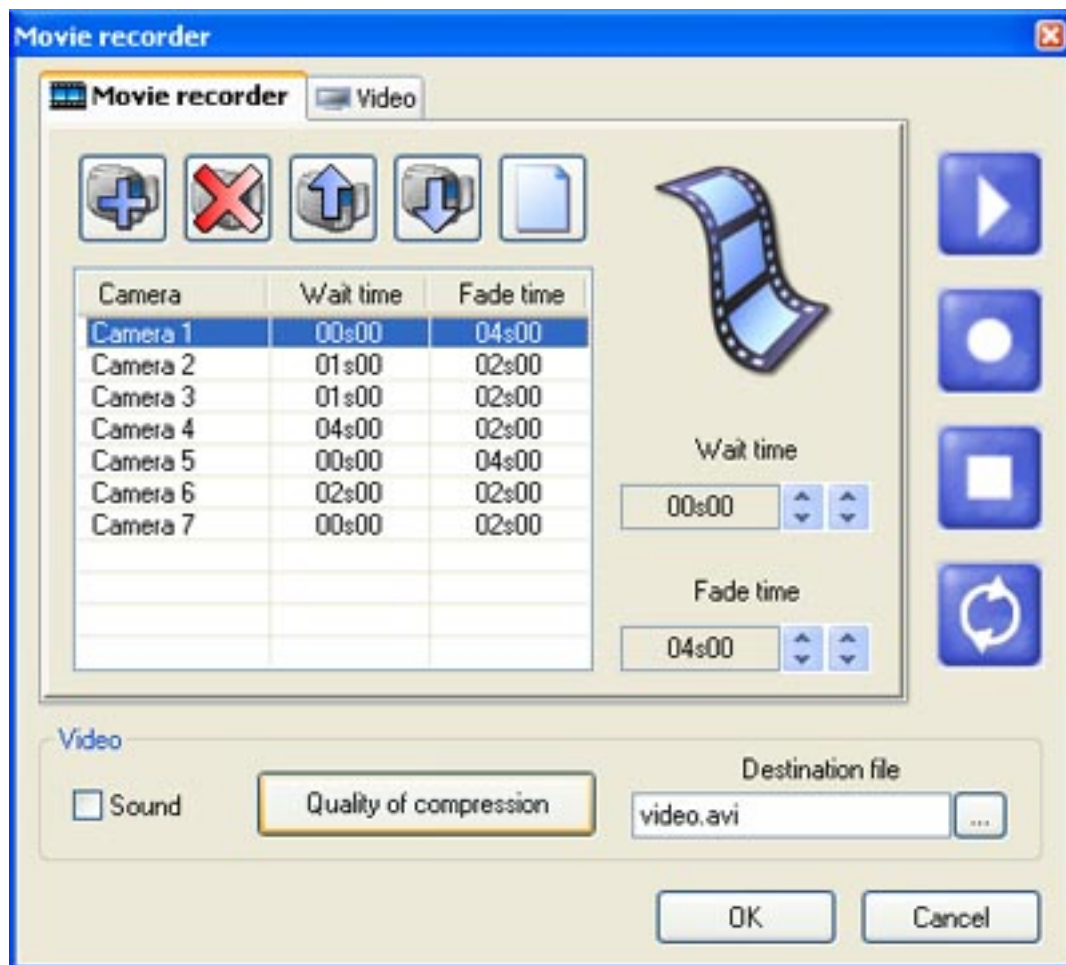 Movie recorder
Movie recorder Video
Camera Wait time Fade time
Camera 1 00s00 04s00
Camera 2 01s00 02s00
Camera 3 01s00 02s00
Camera 4 04s00 02s00
Camera 5 00s00 04s00
Camera 6 02s00 02s00
Camera 7 00s00 02s00
Wait time
00s00
Fade time
04s00
Video
Sound
Quality of compression
Destination file
video.avi
...
OK
Cancel